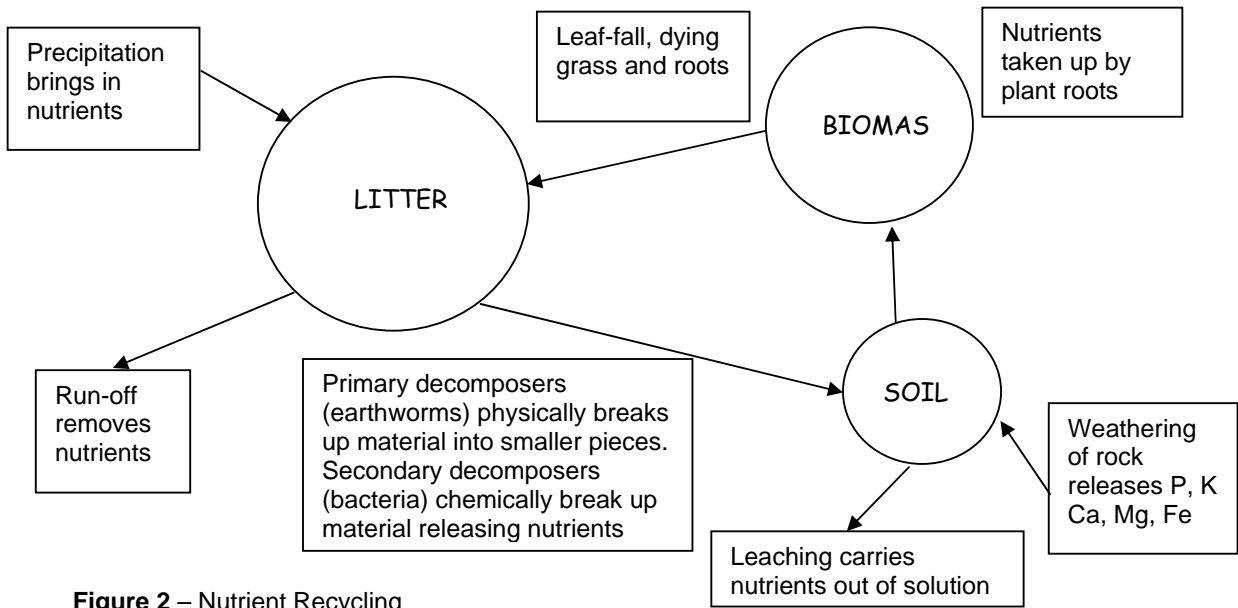 Precipitation
brings in
nutrients
Leaf-fall, dying
grass and roots
Nutrients
taken up by
plant roots
BIOMAS
LITTER
SOIL
Run-off
removes
nutrients
Primary decomposers
(earthworms) physically breaks
up material into smaller pieces.
Secondary decomposers
(bacteria) chemically break up
material releasing nutrients
Weathering
of rock
releases P, K
Ca, Mg, Fe
Leaching carries
nutrients out of solution
Figure 2 – Nutrient Recycling